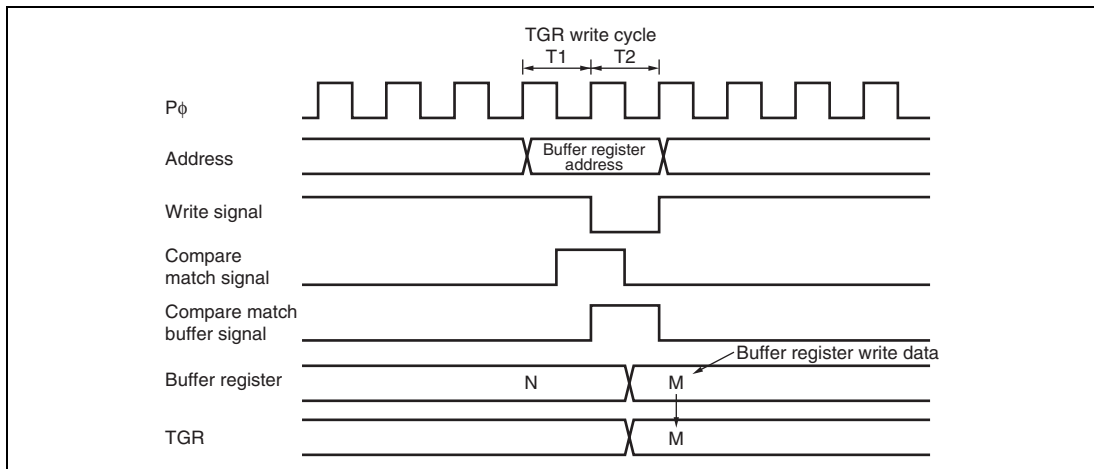 TGR write cycle
T1 T2
Pϕ
Address
Buffer register
address
Write signal
Compare
match signal
Compare match
buffer signal
Buffer register write data
Buffer register
N M
TGR
M